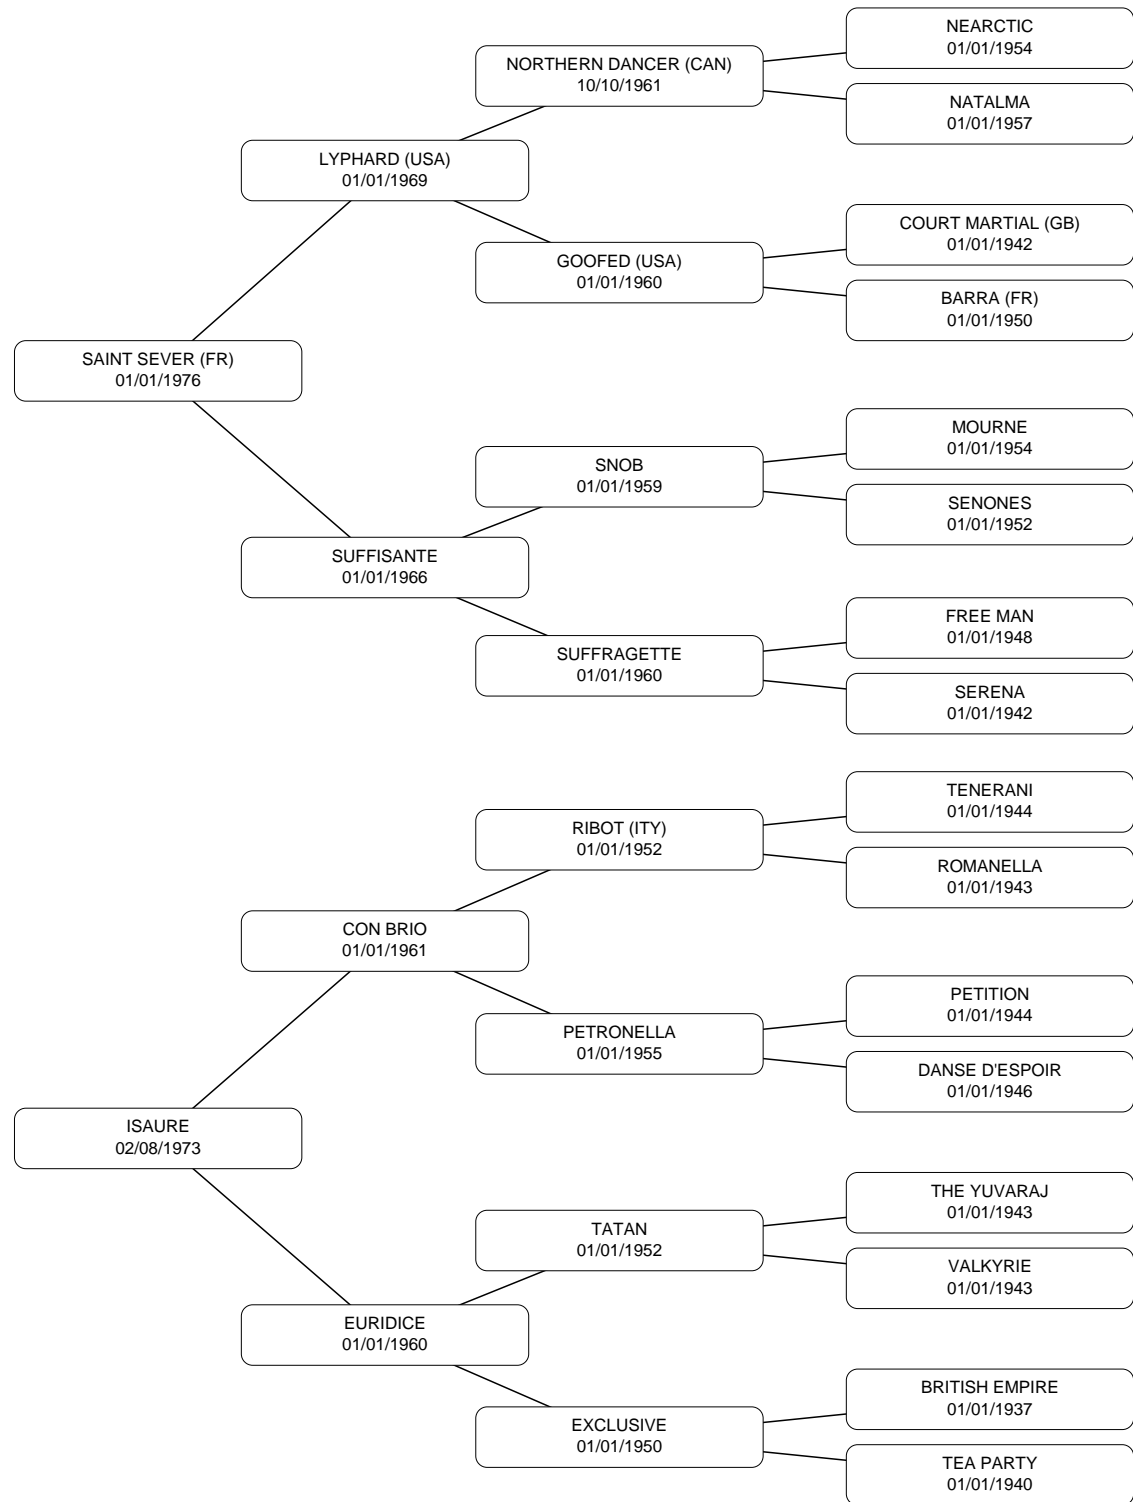 NEARCTIC
01/01/1954
NORTHERN DANCER (CAN)
10/10/1961
NATALMA
01/01/1957
LYPHARD (USA)
01/01/1969
COURT MARTIAL (GB)
01/01/1942
GOOFED (USA)
01/01/1960
BARRA (FR)
01/01/1950
SAINT SEVER (FR)
01/01/1976
MOURNE
01/01/1954
SNOB
01/01/1959
SENONES
01/01/1952
SUFFISANTE
01/01/1966
FREE MAN
01/01/1948
SUFFRAGETTE
01/01/1960
SERENA
01/01/1942
TENERANI
01/01/1944
RIBOT (ITY)
01/01/1952
ROMANELLA
01/01/1943
CON BRIO
01/01/1961
PETITION
01/01/1944
PETRONELLA
01/01/1955
DANSE D'ESPOIR
01/01/1946
ISAURE
02/08/1973
THE YUVARAJ
01/01/1943
TATAN
01/01/1952
VALKYRIE
01/01/1943
EURIDICE
01/01/1960
BRITISH EMPIRE
01/01/1937
EXCLUSIVE
01/01/1950
TEA PARTY
01/01/1940